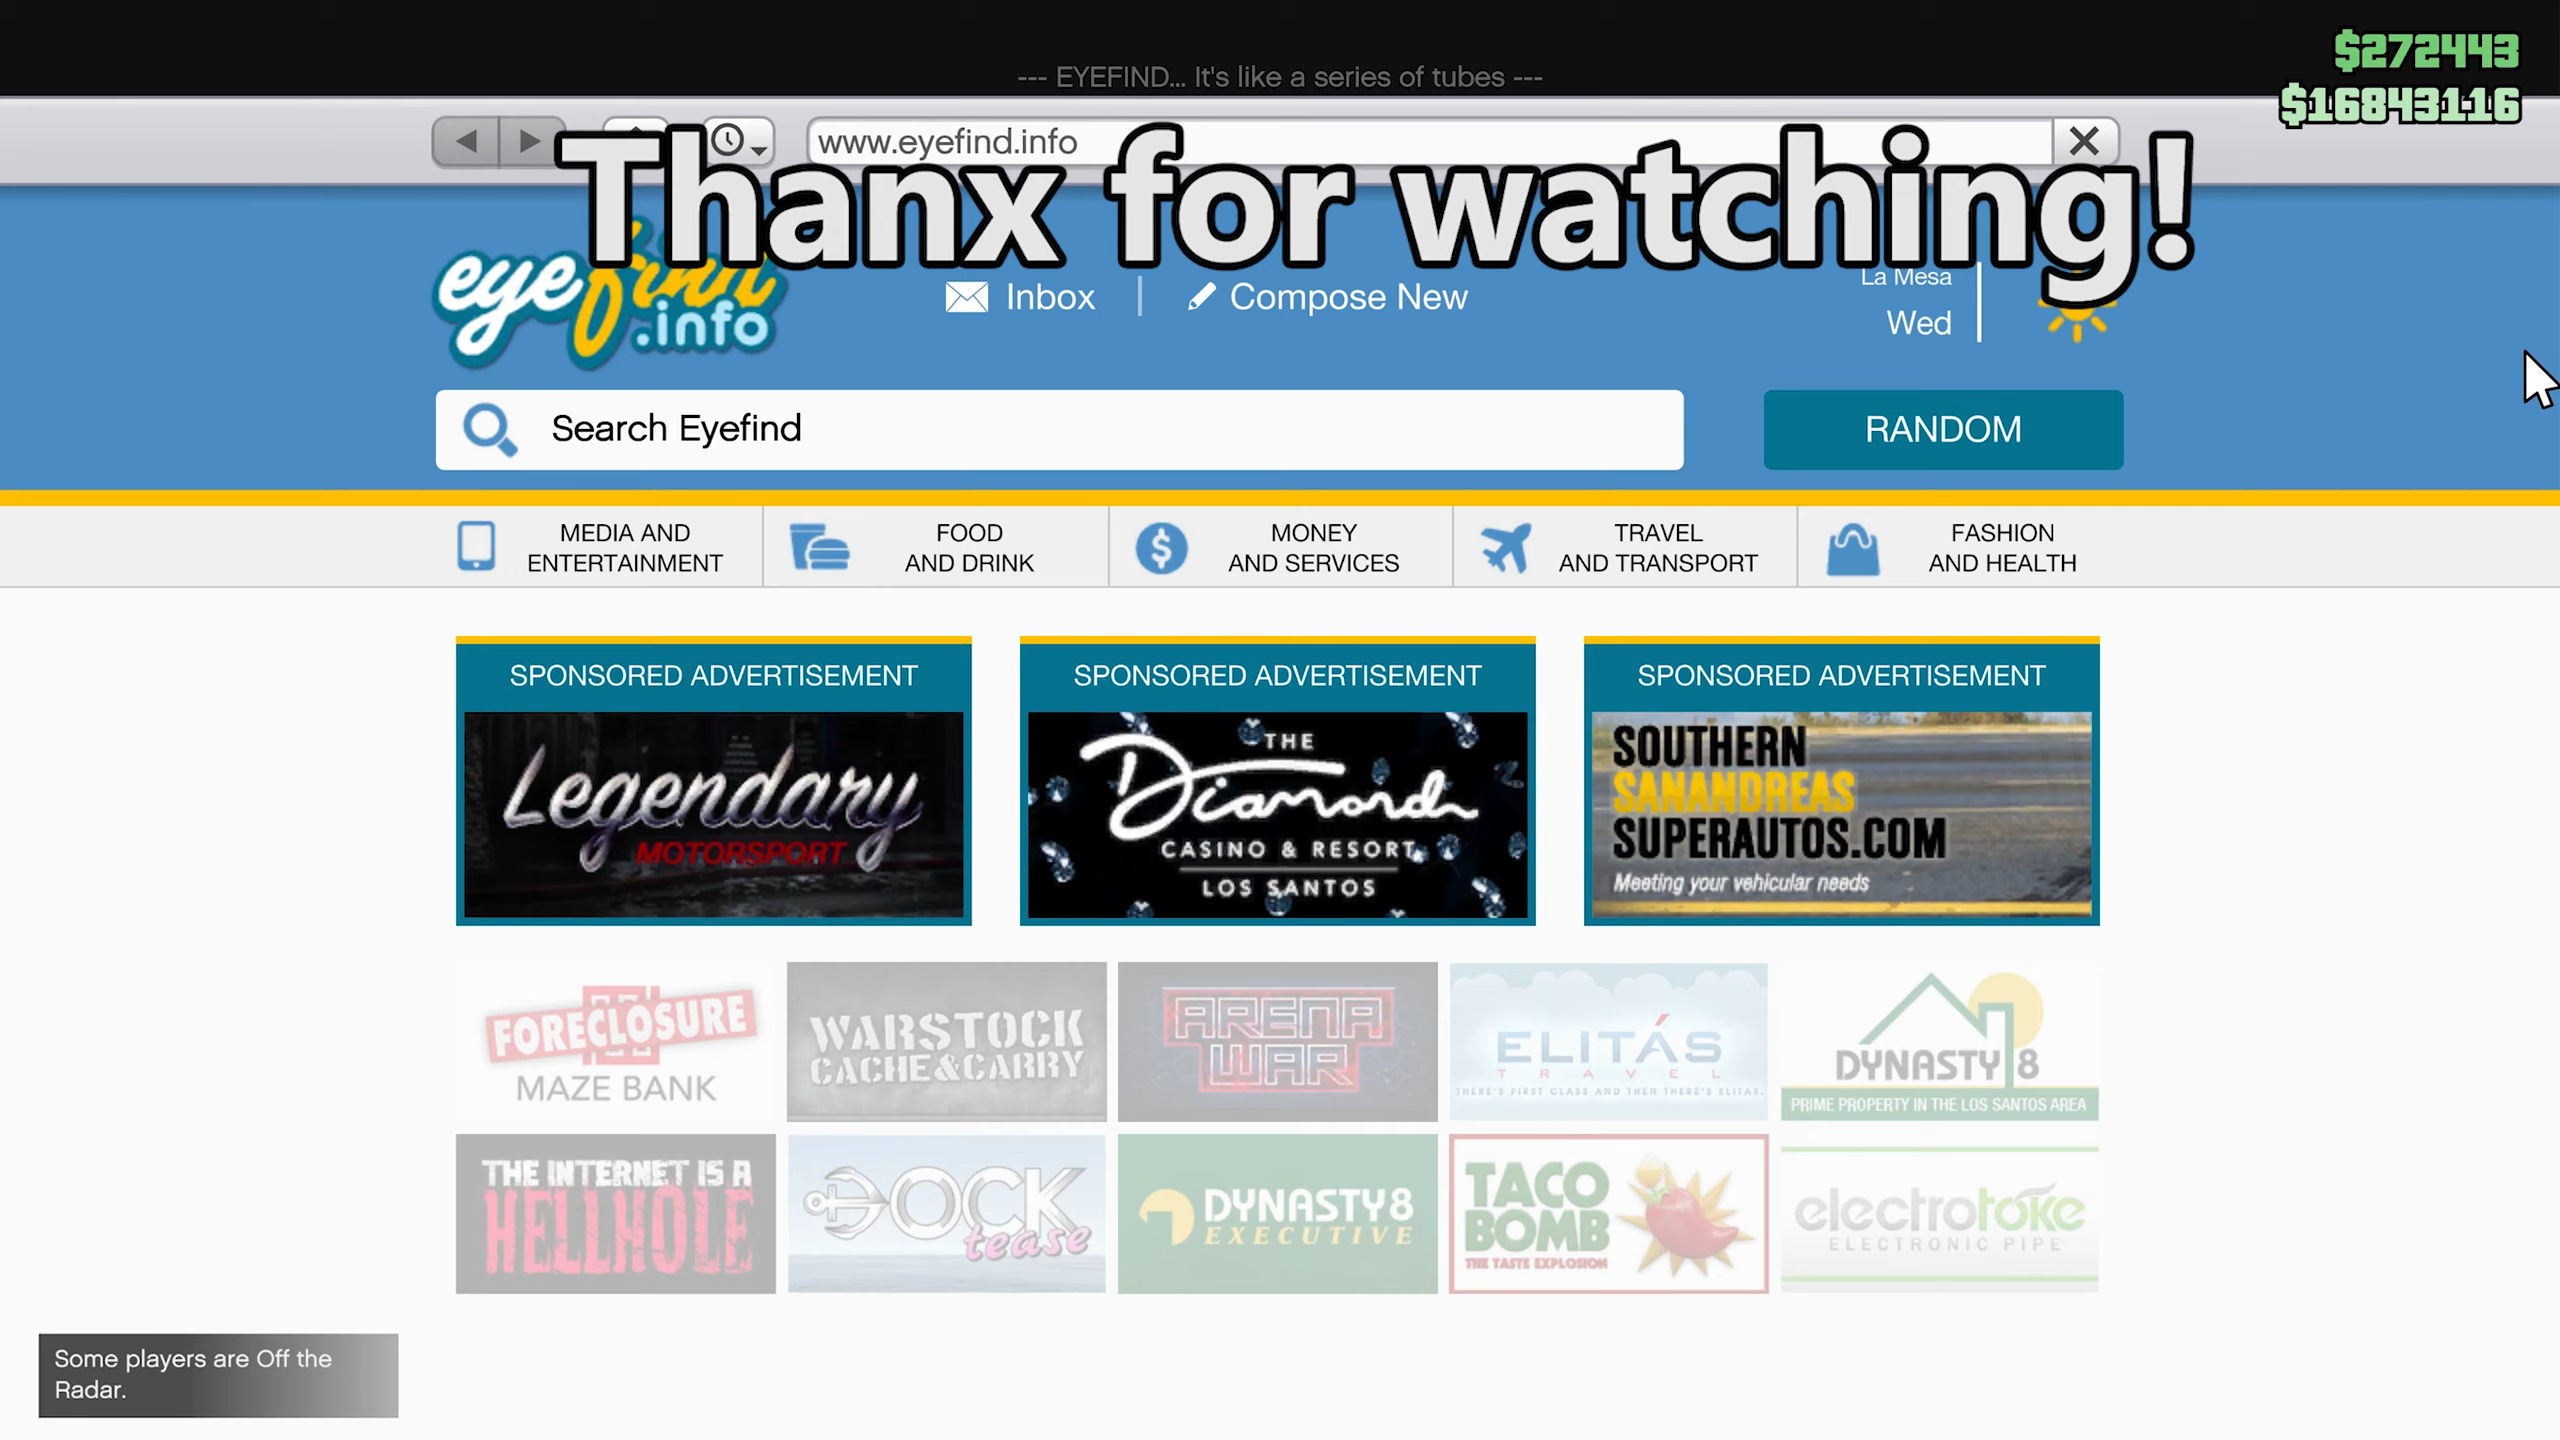 --- EYEFIND... It's like a series of tubes ---
$272443
$16843116
www.eyefind.info
Thanx for watching!
eyefind
.info
Inbox
Compose New
La Mesa
Wed
Search Eyefind
RANDOM
MEDIA AND
ENTERTAINMENT
FOOD
AND DRINK
MONEY
AND SERVICES
TRAVEL
AND TRANSPORT
FASHION
AND HEALTH
SPONSORED ADVERTISEMENT
Legendary
MOTORSPORT
SPONSORED ADVERTISEMENT
THE
Diamond
CASINO & RESORT
LOS SANTOS
SPONSORED ADVERTISEMENT
SOUTHERN
SANANDREAS
SUPERAUTOS.COM
Meeting your vehicular needs
FORECLOSURE
MAZE BANK
WARSTOCK
CACHE&CARRY
ARENA
WAR
ELITÁS
TRAVEL
THERE'S FIRST CLASS AND THEN THERE'S ELITAS.
DYNASTY 8
PRIME PROPERTY IN THE LOS SANTOS AREA
THE INTERNET IS A
HELLHOLE
DOCK
tease
DYNASTY8
EXECUTIVE
TACO
BOMB
THE TASTE EXPLOSION
electrotoke
ELECTRONIC PIPE
Some players are Off the
Radar.